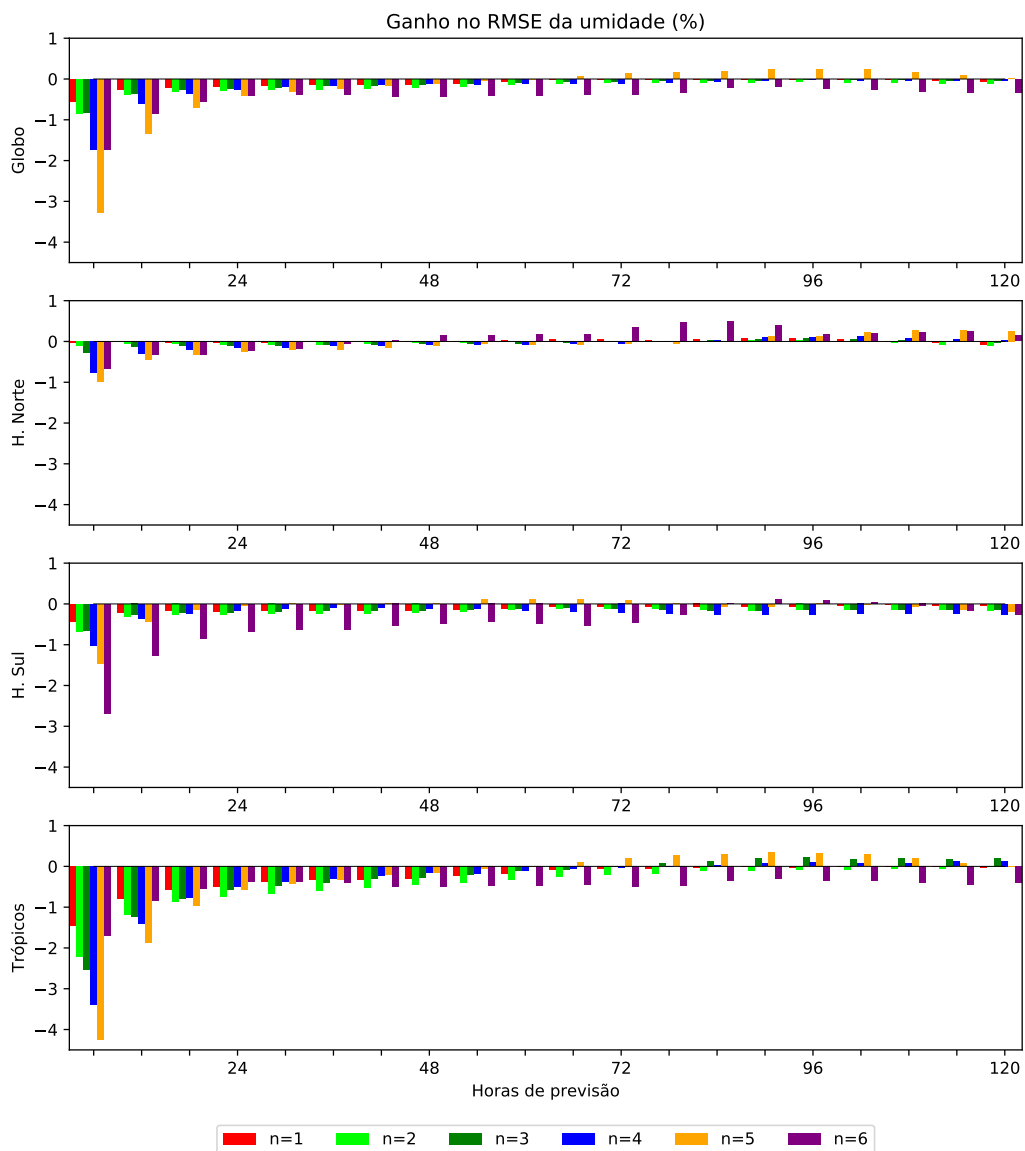 Ganho no RMSE da umidade (%)
1
0
−1
−2
−3
−4
Globo
24 48 72 96 120
1
0
−1
−2
−3
−4
H. Norte
24 48 72 96 120
1
0
−1
−2
−3
−4
H. Sul
24 48 72 96 120
1
0
−1
−2
−3
−4
Trópicos
24 48 72 96 120
Horas de previsão
n=1 n=2 n=3 n=4 n=5 n=6